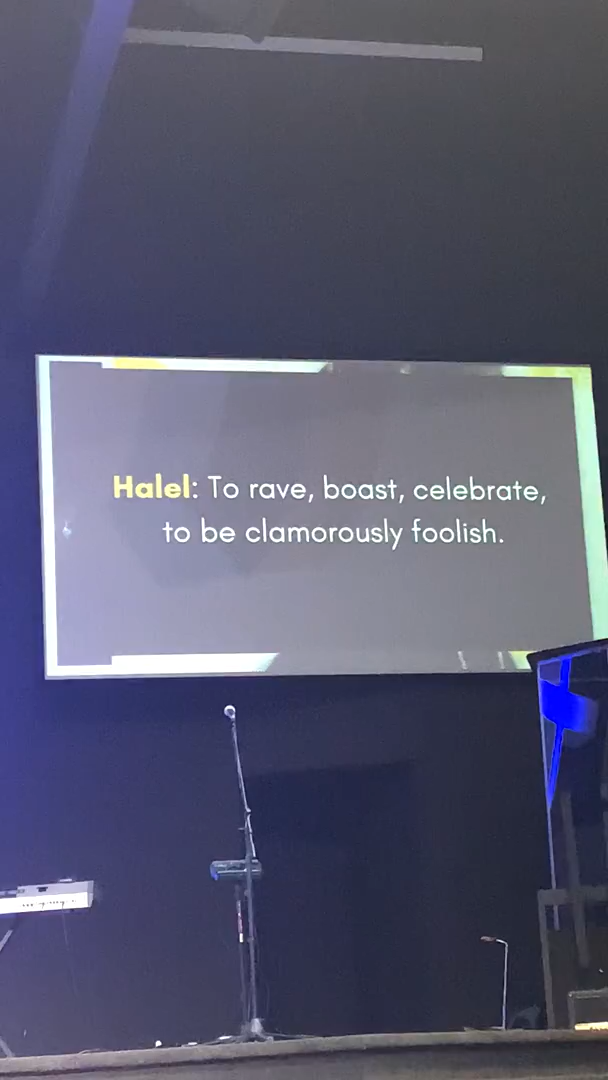 Halel: To rave, boast, celebrate,
to be clamorously foolish.